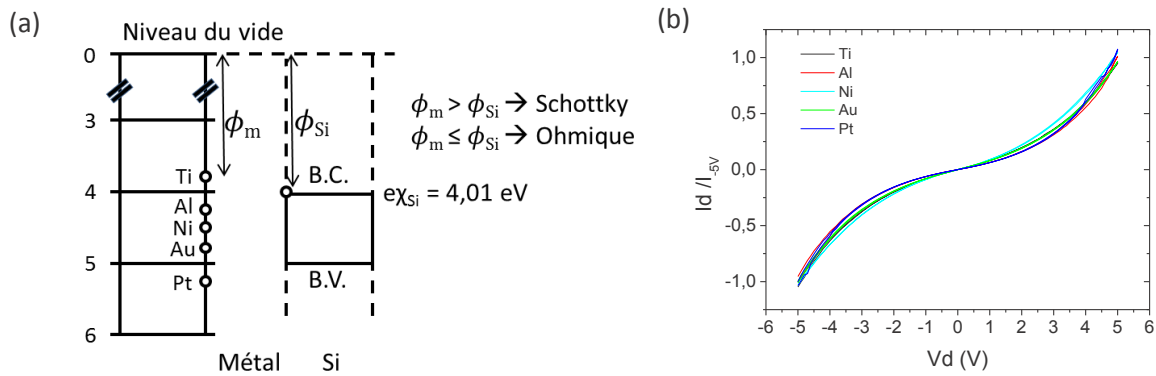 (a)
Niveau du vide
0
3
4
5
6
Ti
Al
Ni
Au
Pt
ϕm
ϕSi
B.C.
B.V.
eχSi = 4,01 eV
ϕm > ϕSi → Schottky
ϕm ≤ ϕSi → Ohmique
Métal Si
(b)
Ti
Al
Ni
Au
Pt
1,0
0,5
0,0
-0,5
-1,0
Id /I-5V
-6 -5 -4 -3 -2 -1 0 1 2 3 4 5 6
Vd (V)